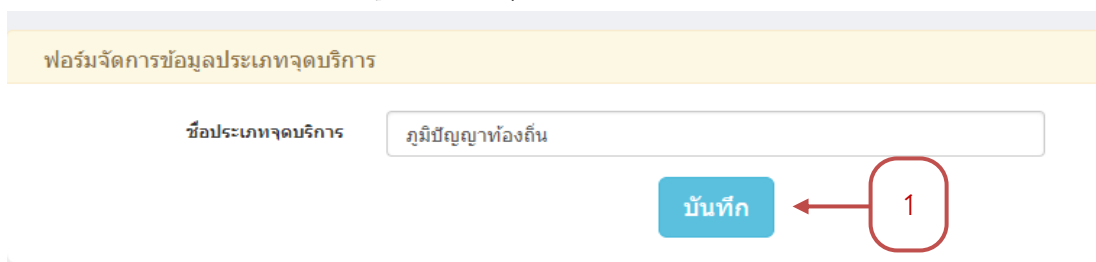 ฟอร์มจัดการข้อมูลประเภทจุดบริการ
ชื่อประเภทจุดบริการ
ภูมิปัญญาท้องถิ่น
บันทึก
1